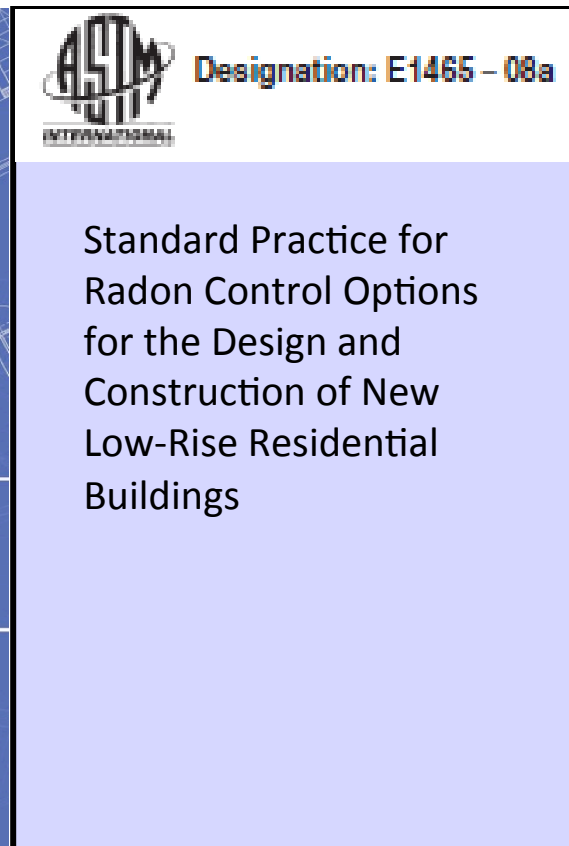 ASTM
INTERNATIONAL
Designation: E1465 – 08a
Standard Practice for
Radon Control Options
for the Design and
Construction of New
Low-Rise Residential
Buildings